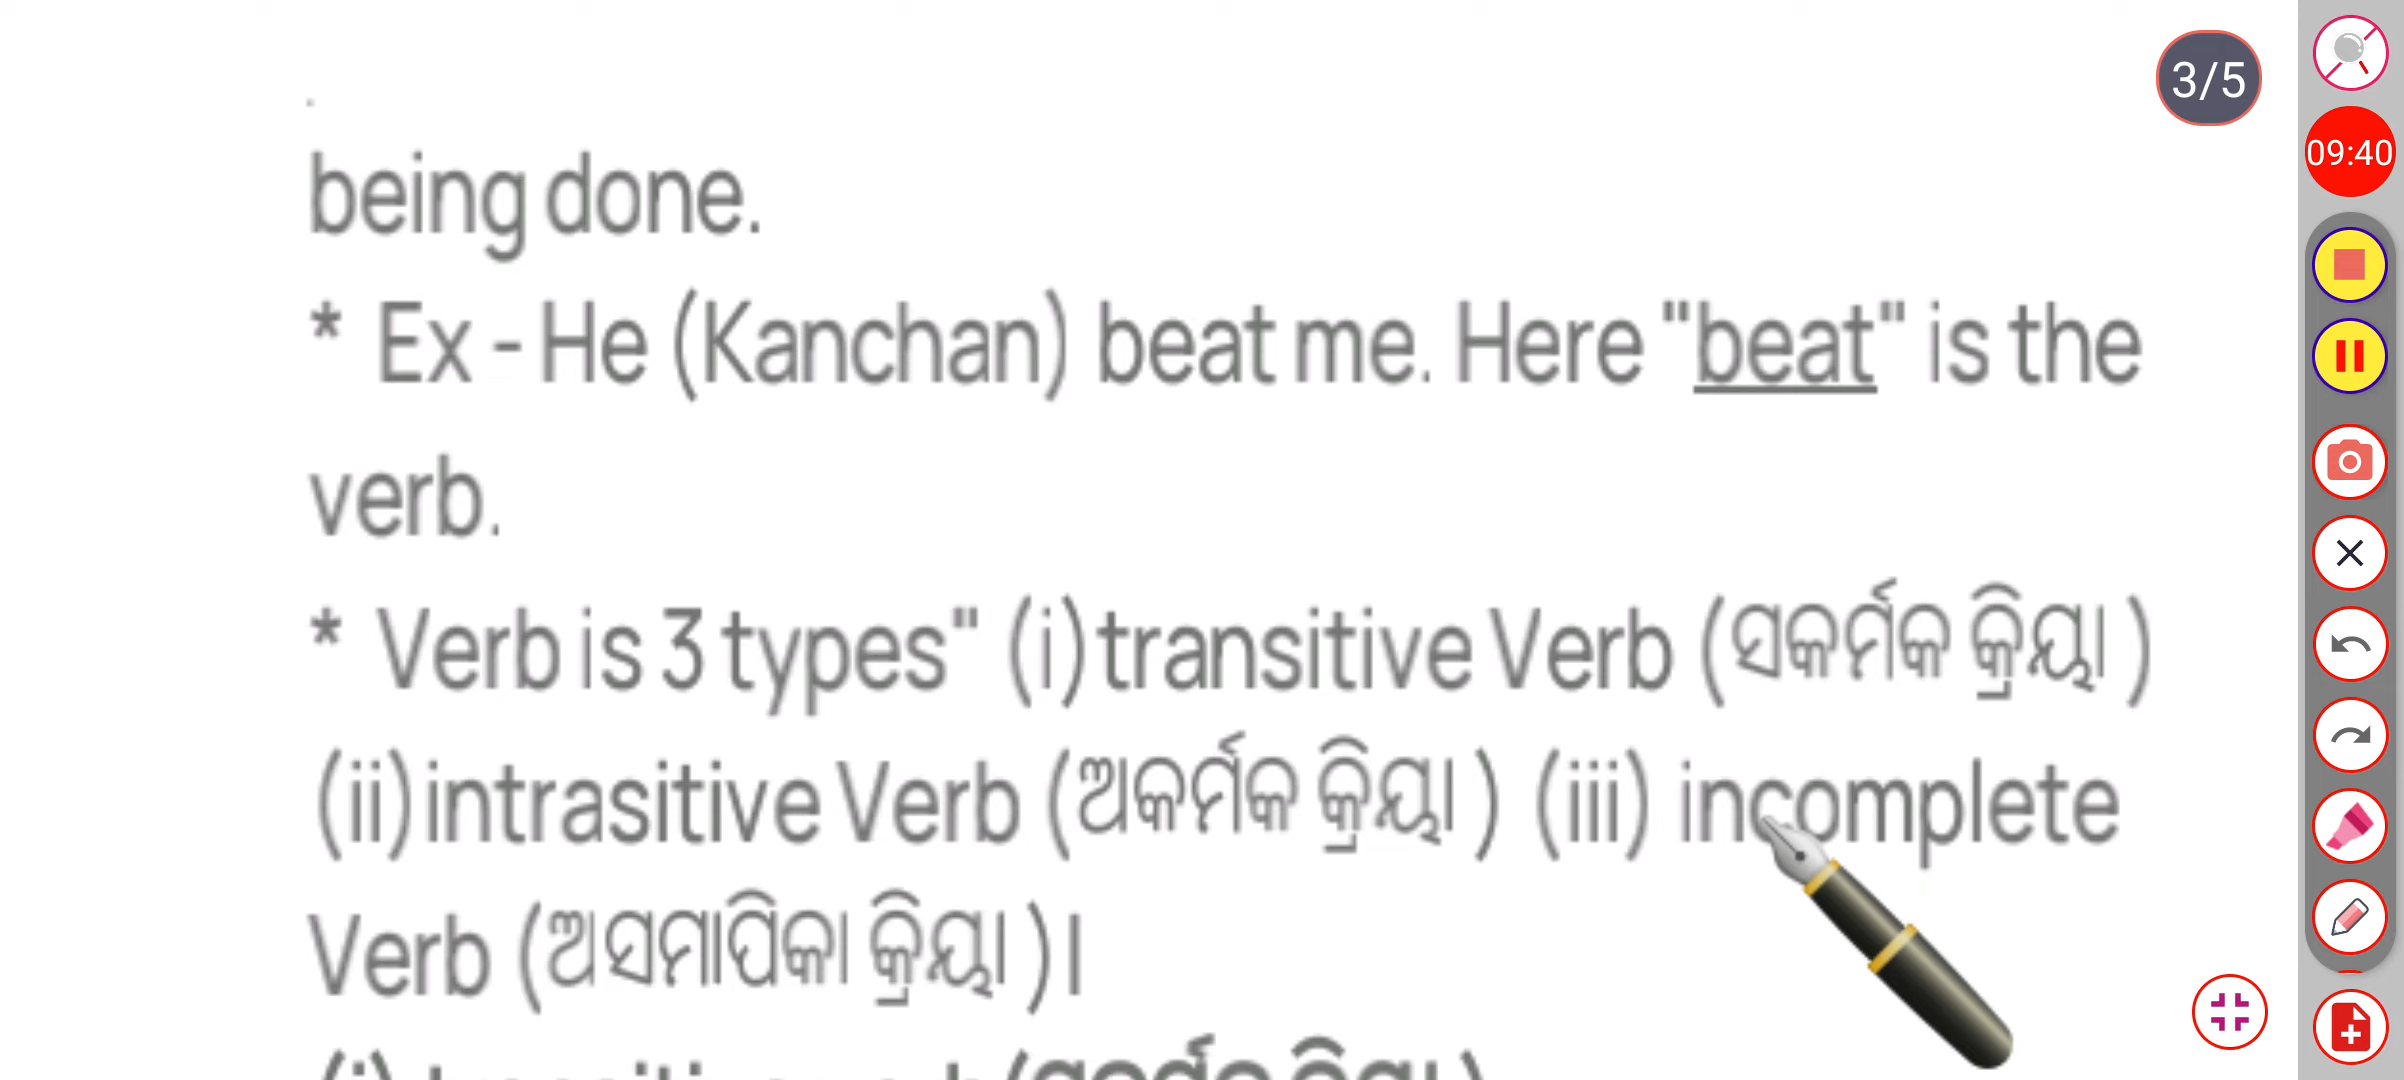 3/5
09:40
being done.
* Ex - He (Kanchan) beat me. Here "beat" is the
verb.
* Verb is 3 types" (i)transitive Verb (ସକର୍ମକ କ୍ରିୟା )
(ii)intrasitive Verb (ଅକର୍ମକ କ୍ରିୟା ) (iii) incomplete
Verb (ଅସମାପିକା କ୍ରିୟା )|